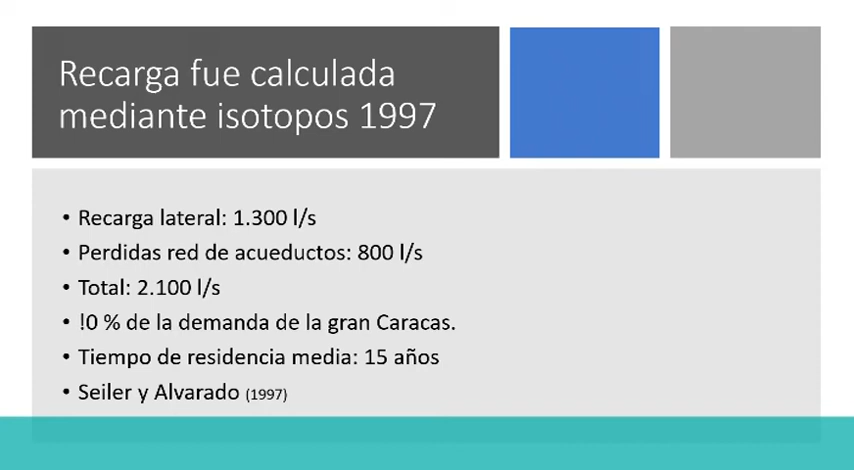 Recarga fue calculada
mediante isotopos 1997
• Recarga lateral: 1.300 l/s
• Perdidas red de acueductos: 800 l/s
• Total: 2.100 l/s
• !0 % de la demanda de la gran Caracas.
• Tiempo de residencia media: 15 años
• Seiler y Alvarado (1997)